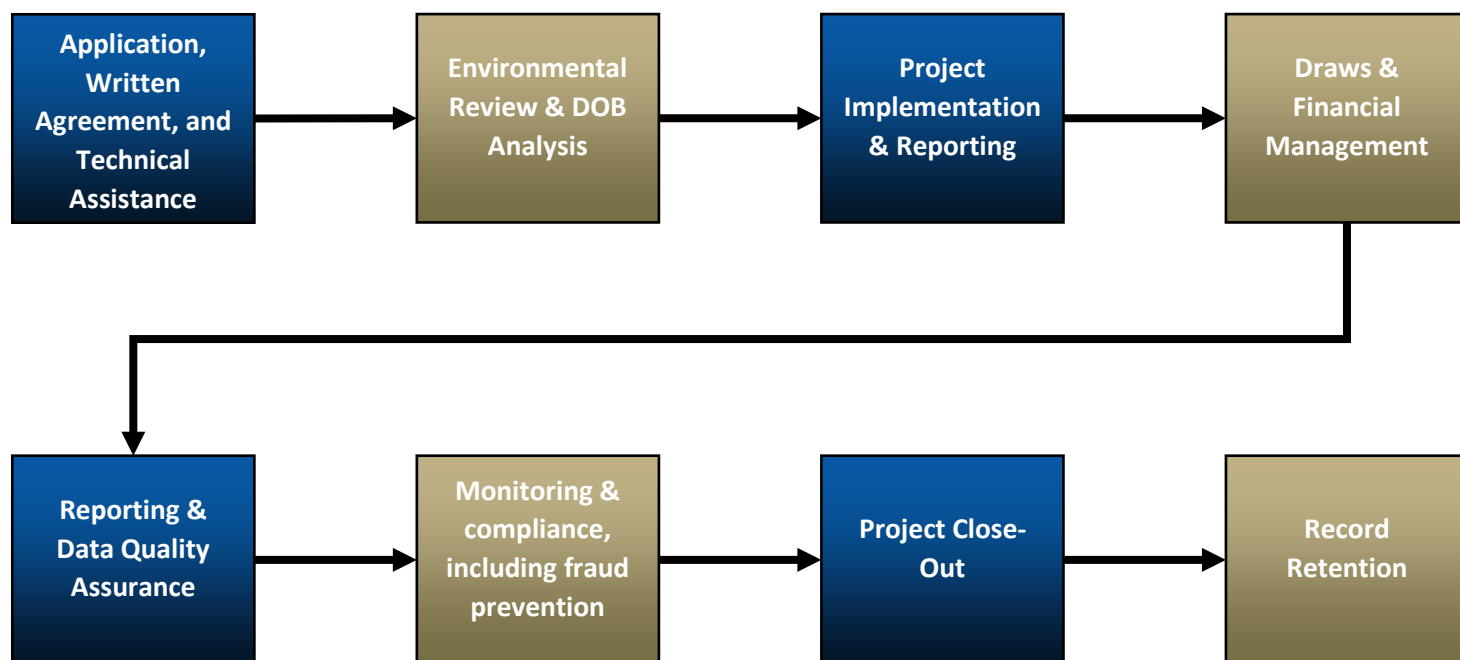 Application,
Written
Agreement, and
Technical
Assistance
Environmental
Review & DOB
Analysis
Project
Implementation
& Reporting
Draws &
Financial
Management
Reporting &
Data Quality
Assurance
Monitoring &
compliance,
including fraud
prevention
Project Close-
Out
Record
Retention